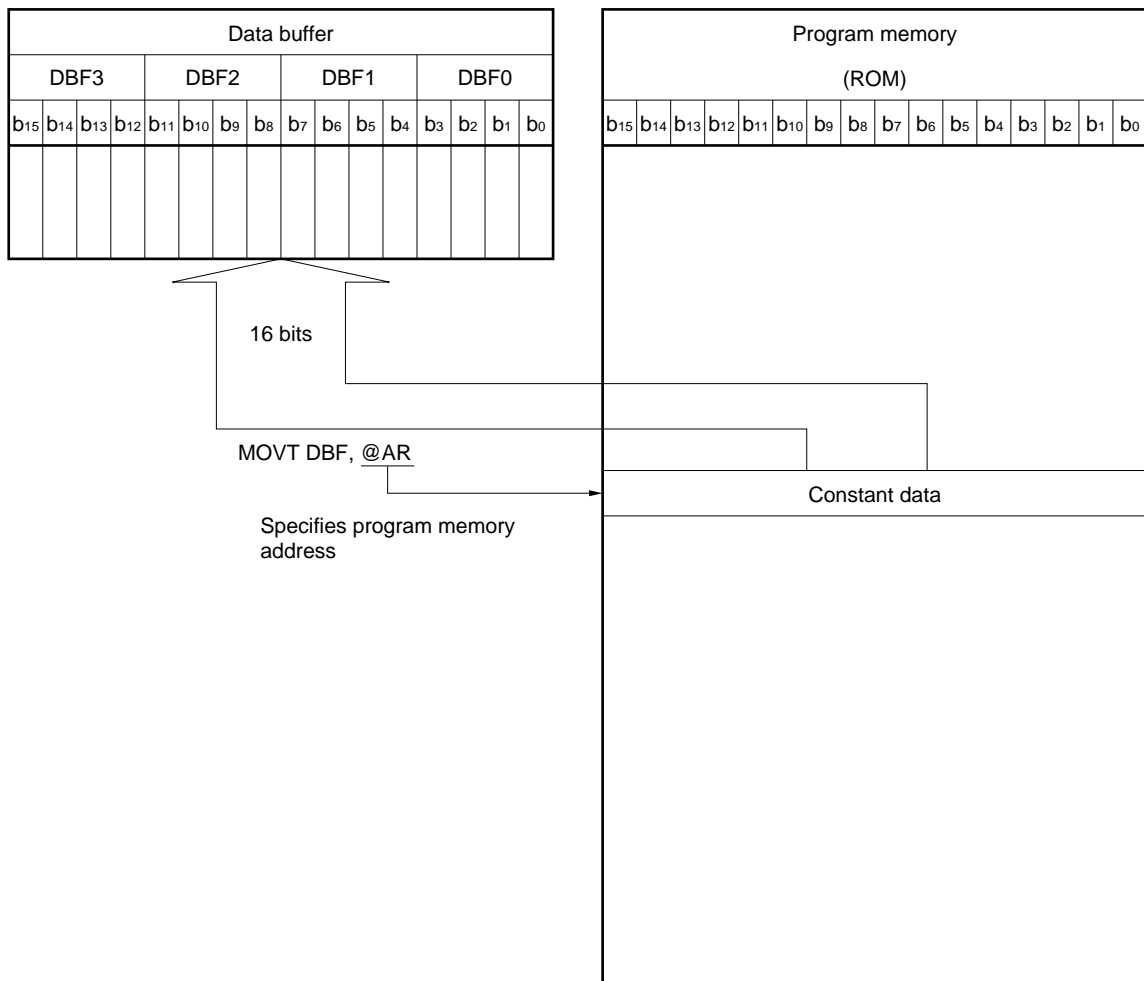 Data buffer
DBF3 DBF2 DBF1 DBF0
b15 b14 b13 b12 b11 b10 b9 b8 b7 b6 b5 b4 b3 b2 b1 b0
Program memory
(ROM)
b15 b14 b13 b12 b11 b10 b9 b8 b7 b6 b5 b4 b3 b2 b1 b0
16 bits
MOVT DBF, @AR
Constant data
Specifies program memory
address